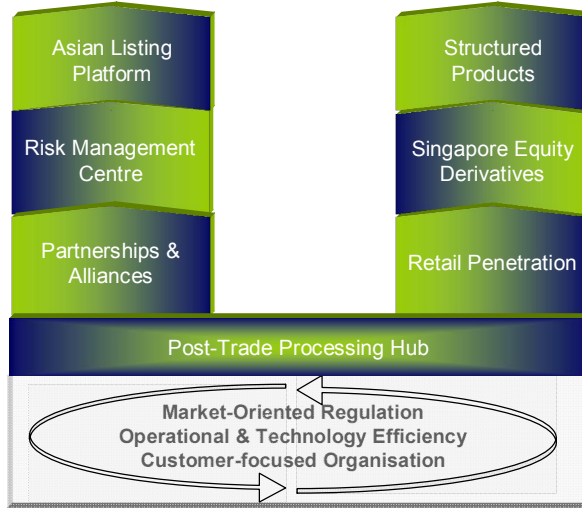 Asian Listing
Platform
Structured
Products
Risk Management
Centre
Singapore Equity
Derivatives
Partnerships &
Alliances
Retail Penetration
Post-Trade Processing Hub
Market-Oriented Regulation
Operational & Technology Efficiency
Customer-focused Organisation